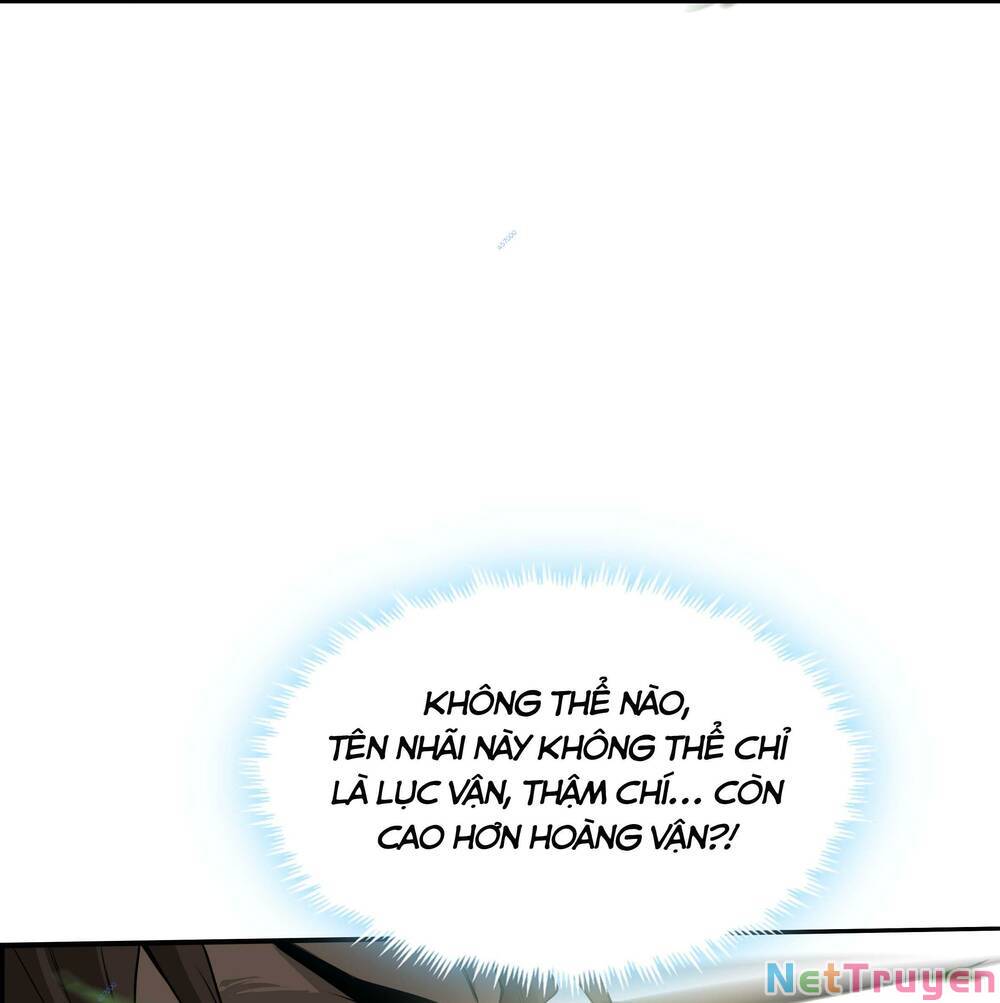 KHÔNG THỂ NÀO,
TÊN NHÃI NÀY KHÔNG THỂ CHỈ
LÀ LỤC VẬN, THẬM CHÍ... CÒN
CAO HƠN HOÀNG VẬN?!
NetTruyen